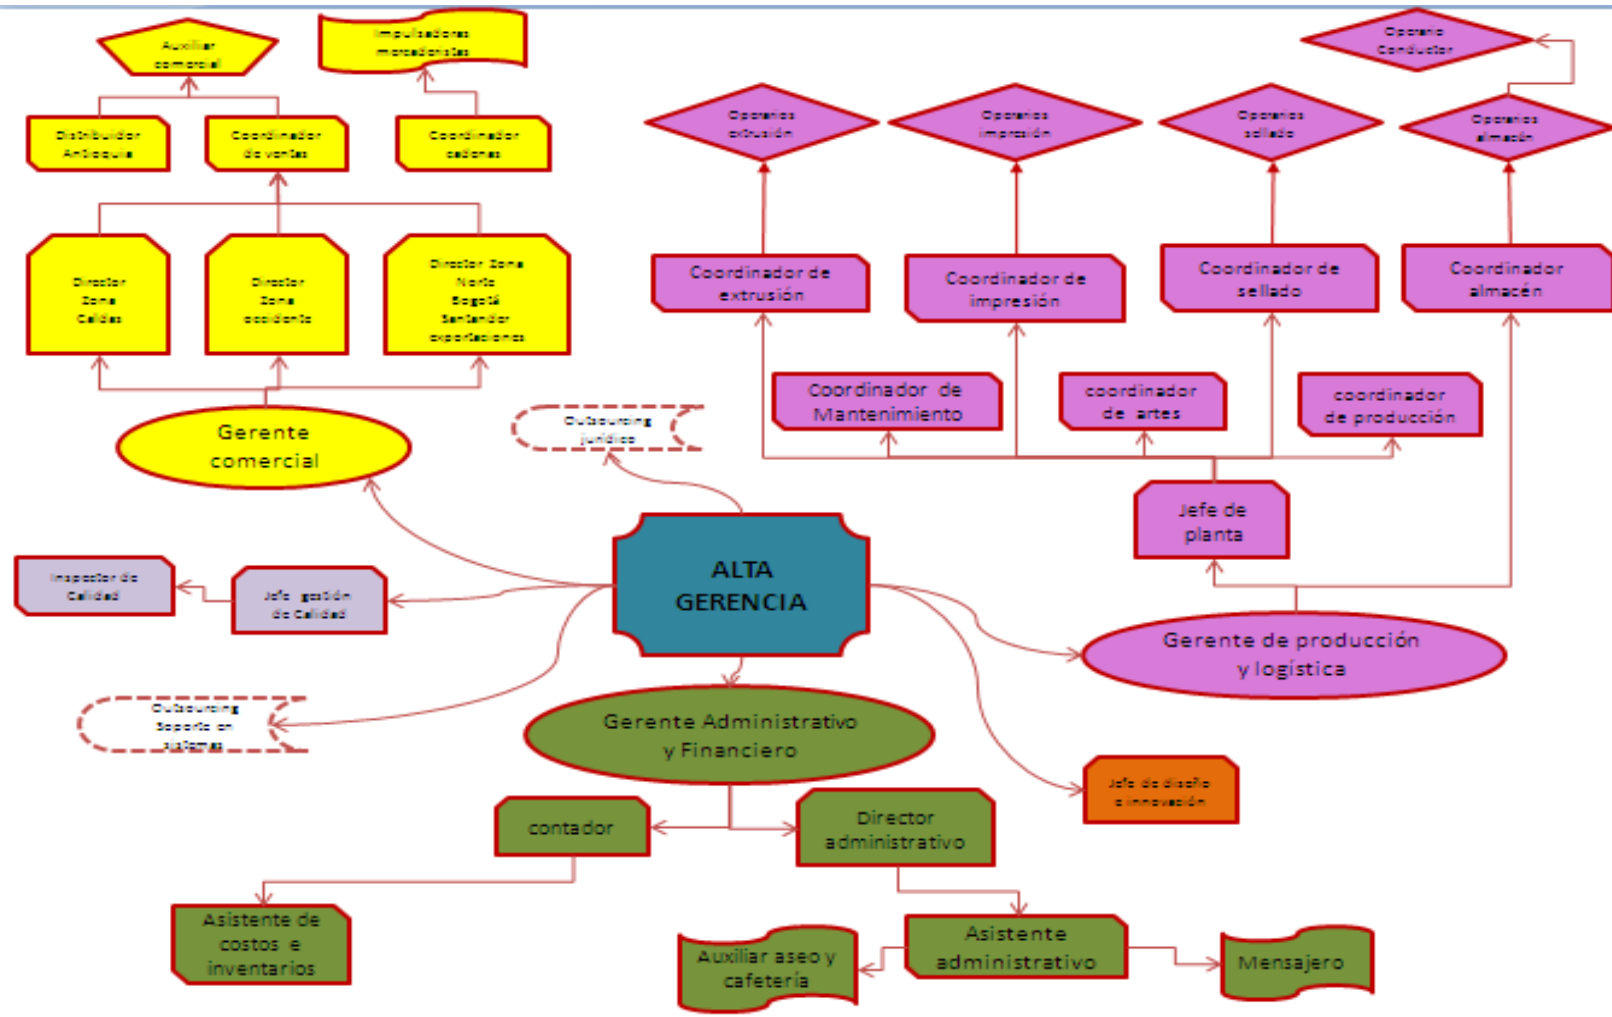 Auxiliar
comercial
Impulsadores
mercaderistas
Operario
Conductor
Distribuidor
Antioquia
Coordinador
de ventas
Coordinador
cadenas
Operarios
extrusión
Operarios
impresión
Operarios
sellado
Operarios
almacén
Director
Zona
Caldas
Director
Zona
occidente
Director Zona
Norte
Bogotá
Santander
exportaciones
Coordinador de
extrusión
Coordinador de
impresión
Coordinador de
sellado
Coordinador
almacén
Coordinador de
Mantenimiento
coordinador
de artes
coordinador
de producción
Gerente
comercial
Outsourcing
jurídico
Jefe de
planta
ALTA
GERENCIA
Inspector de
Calidad
Jefe gestión
de Calidad
Gerente de producción
y logística
Outsourcing
Soporte en
sistemas
Gerente Administrativo
y Financiero
Jefe de diseño
e innovación
contador
Director
administrativo
Asistente de
costos e
inventarios
Asistente
administrativo
Auxiliar aseo y
cafetería
Mensajero